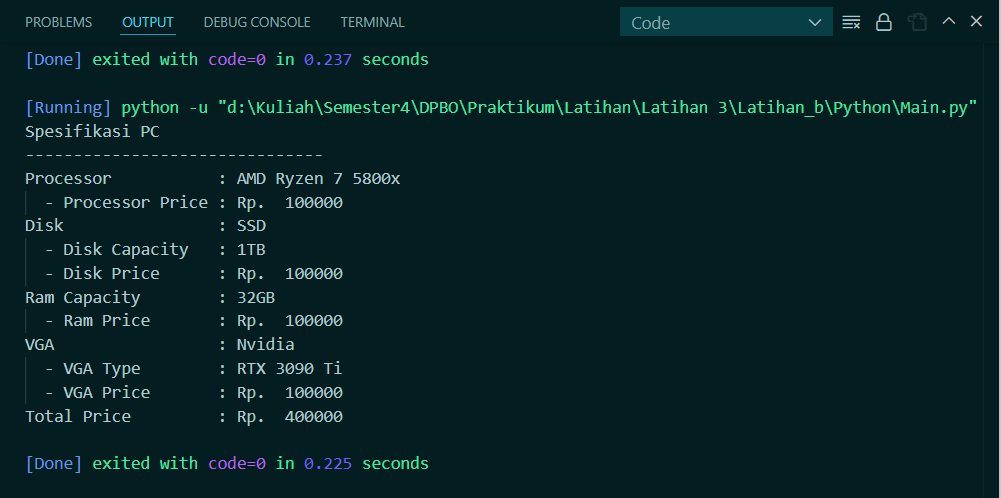 PROBLEMS OUTPUT DEBUG CONSOLE TERMINAL Code
[Done] exited with code=0 in 0.237 seconds
[Running] python -u "d:\Kuliah\Semester4\DPBO\Praktikum\Latihan\Latihan 3\Latihan_b\Python\Main.py"
Spesifikasi PC
-------------------------------
Processor           : AMD Ryzen 7 5800x
  - Processor Price : Rp.  100000
Disk                : SSD
  - Disk Capacity   : 1TB
  - Disk Price      : Rp.  100000
Ram Capacity        : 32GB
  - Ram Price       : Rp.  100000
VGA                 : Nvidia
  - VGA Type        : RTX 3090 Ti
  - VGA Price       : Rp.  100000
Total Price         : Rp.  400000
[Done] exited with code=0 in 0.225 seconds